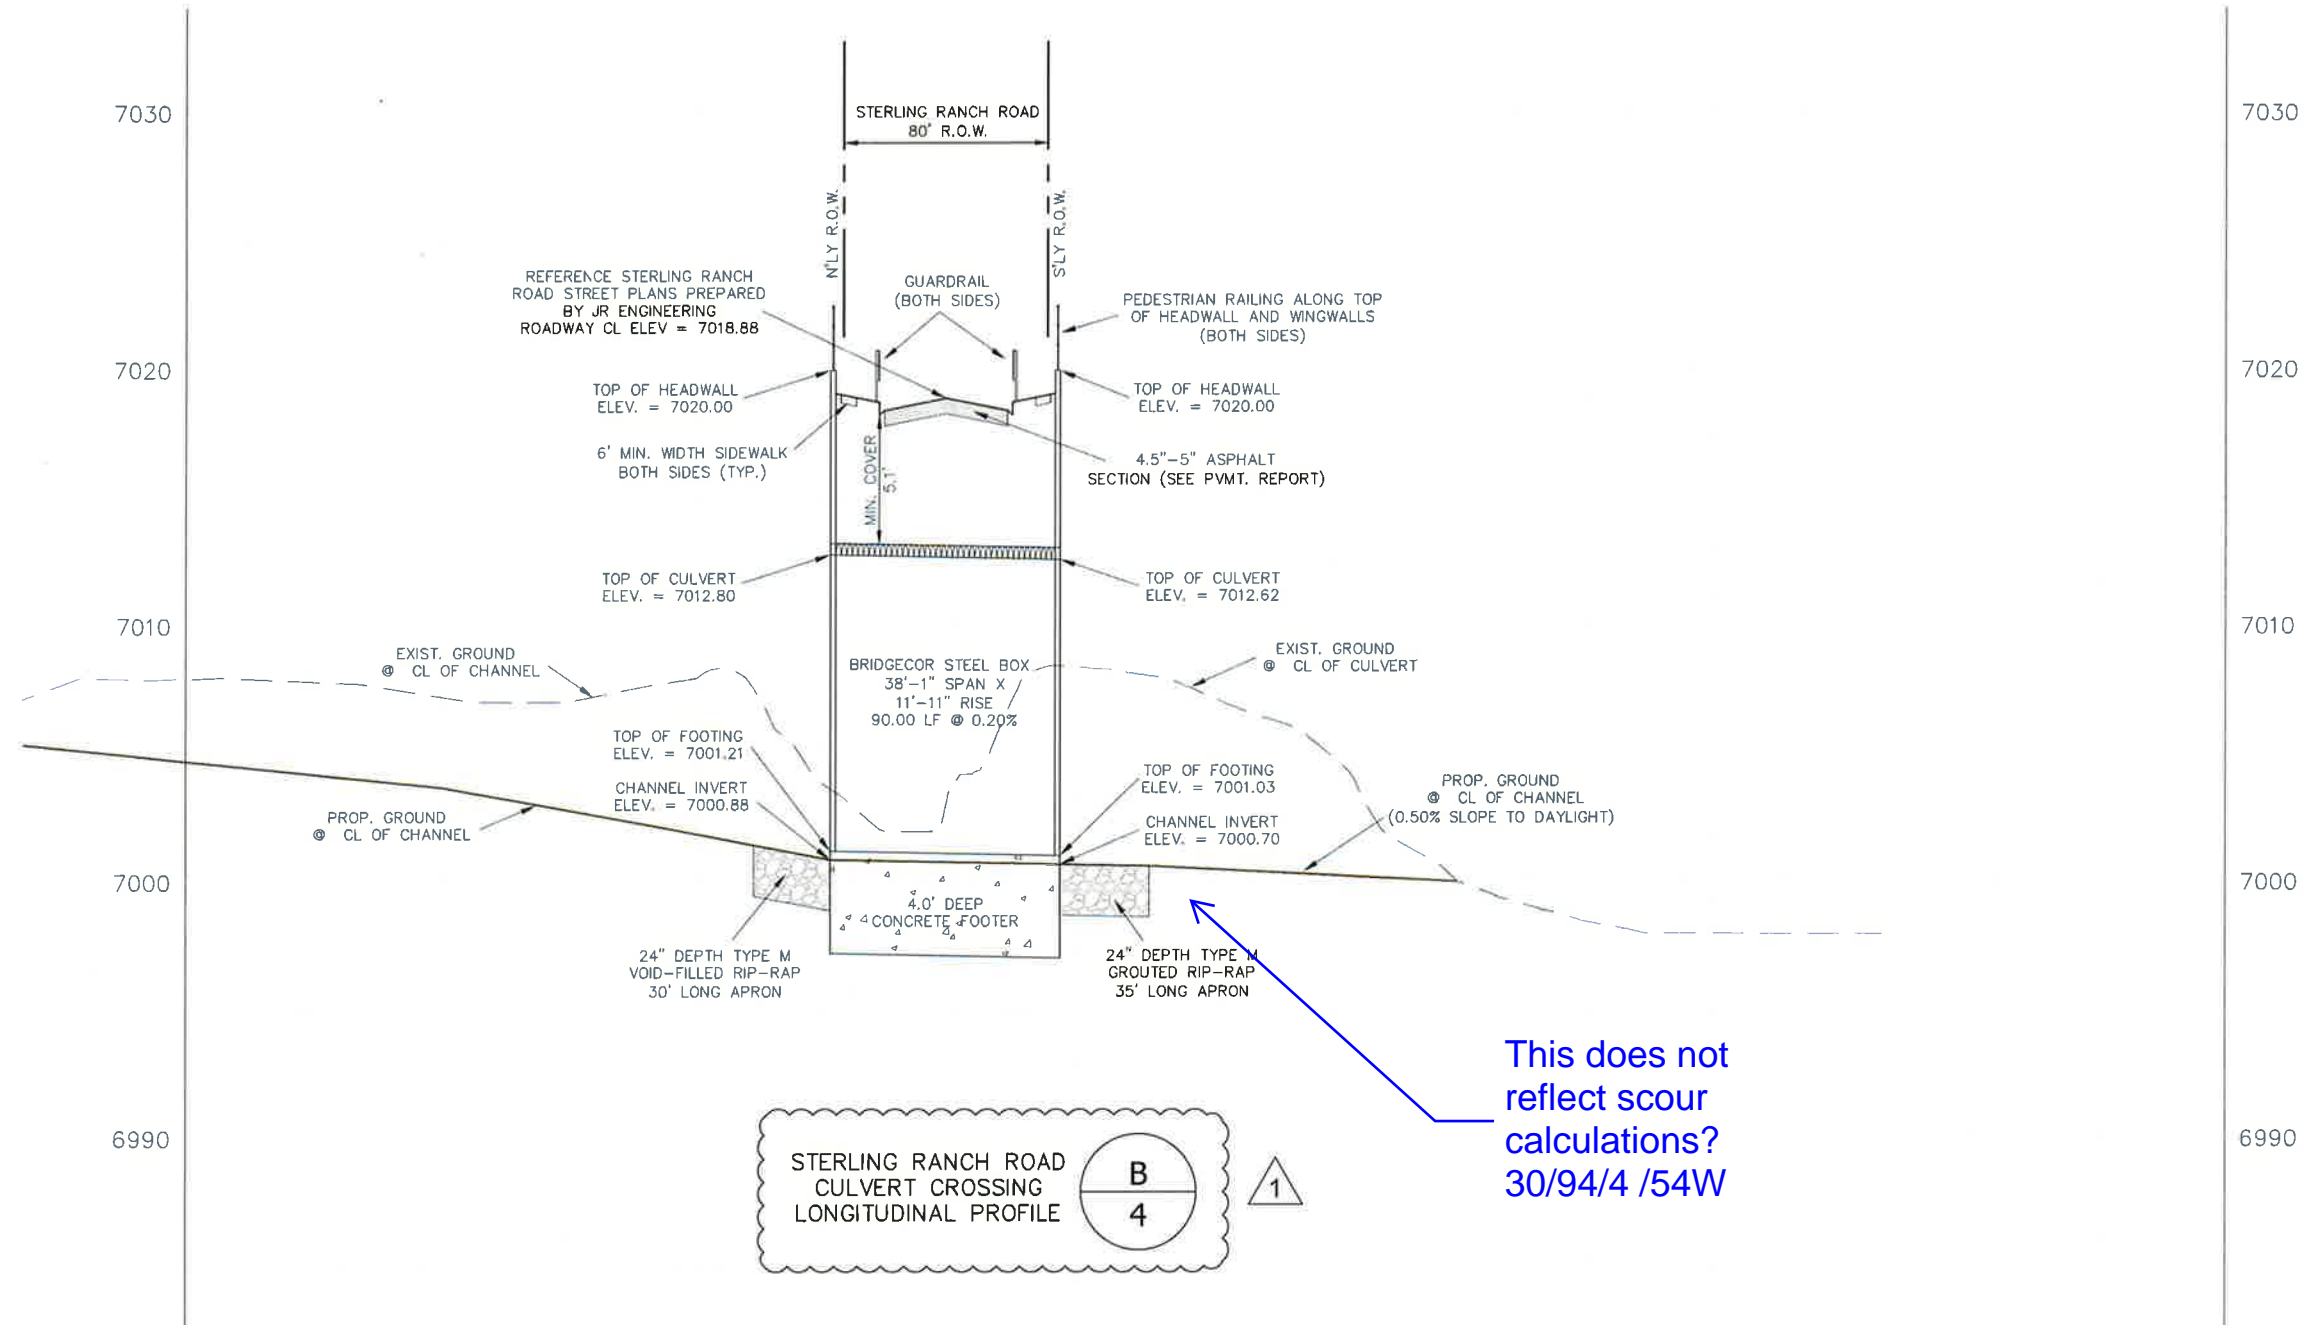 7030
7020
7010
7000
6990
STERLING RANCH ROAD
80' R.O.W.
N'LY R.O.W.
S'LY R.O.W.
REFERENCE STERLING RANCH
ROAD STREET PLANS PREPARED
BY JR ENGINEERING
ROADWAY CL ELEV = 7018.88
GUARDRAIL
(BOTH SIDES)
PEDESTRIAN RAILING ALONG TOP
OF HEADWALL AND WINGWALLS
(BOTH SIDES)
TOP OF HEADWALL
ELEV. = 7020.00
TOP OF HEADWALL
ELEV. = 7020.00
6' MIN. WIDTH SIDEWALK
BOTH SIDES (TYP.)
MIN. COVER
5.1'
4.5"-5" ASPHALT
SECTION (SEE PVMT. REPORT)
TOP OF CULVERT
ELEV. = 7012.80
TOP OF CULVERT
ELEV. = 7012.62
EXIST. GROUND
@ CL OF CHANNEL
BRIDGECOR STEEL BOX
38'-1" SPAN X
11'-11" RISE
90.00 LF @ 0.20%
EXIST. GROUND
@ CL OF CULVERT
TOP OF FOOTING
ELEV. = 7001.21
CHANNEL INVERT
ELEV. = 7000.88
TOP OF FOOTING
ELEV. = 7001.03
CHANNEL INVERT
ELEV. = 7000.70
PROP. GROUND
@ CL OF CHANNEL
PROP. GROUND
@ CL OF CHANNEL
(0.50% SLOPE TO DAYLIGHT)
4.0' DEEP
CONCRETE FOOTER
24" DEPTH TYPE M
VOID-FILLED RIP-RAP
30' LONG APRON
24" DEPTH TYPE M
GROUTED RIP-RAP
35' LONG APRON
This does not
reflect scour
calculations?
30/94/4 /54W
STERLING RANCH ROAD
CULVERT CROSSING
LONGITUDINAL PROFILE
B
4
1
7030
7020
7010
7000
6990